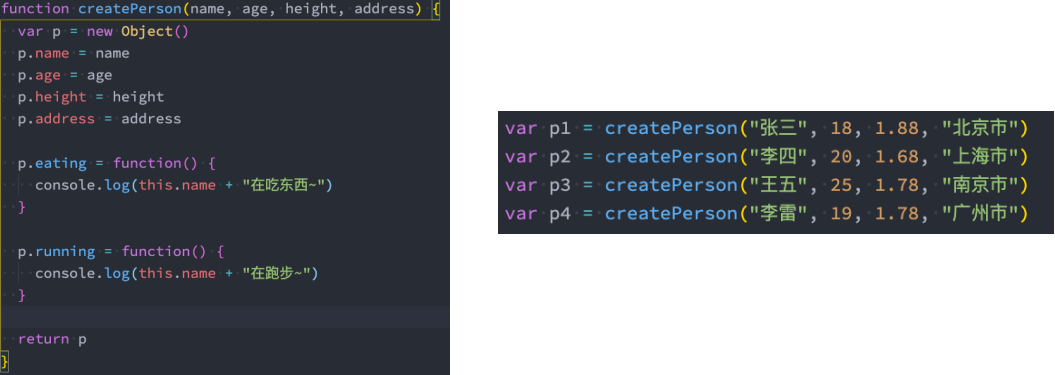 function createPerson(name, age, height, address) {
  var p = new Object()
  p.name = name
  p.age = age
  p.height = height
  p.address = address

  p.eating = function() {
    console.log(this.name + "在吃东西~")
  }

  p.running = function() {
    console.log(this.name + "在跑步~")
  }

  return p
}
var p1 = createPerson("张三", 18, 1.88, "北京市")
var p2 = createPerson("李四", 20, 1.68, "上海市")
var p3 = createPerson("王五", 25, 1.78, "南京市")
var p4 = createPerson("李雷", 19, 1.78, "广州市")